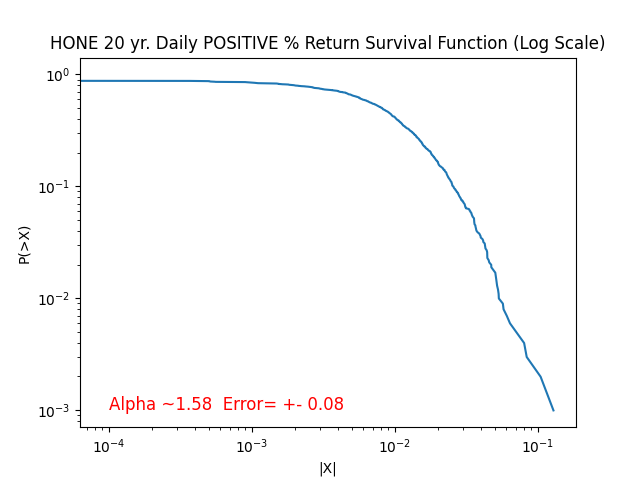 HONE 20 yr. Daily POSITIVE % Return Survival Function (Log Scale)
10⁰
10⁻¹
10⁻²
10⁻³
P(>X)
Alpha ~1.58  Error= +- 0.08
10⁻⁴ 10⁻³ 10⁻² 10⁻¹
|X|